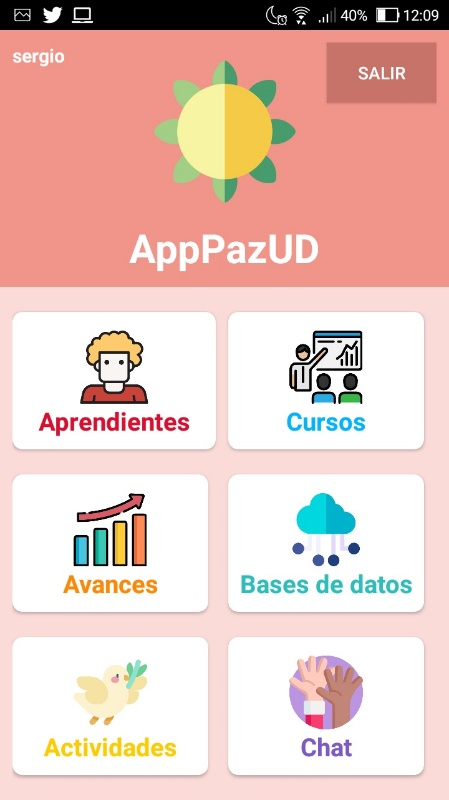 40% 12:09
sergio
SALIR
AppPazUD
Aprendientes
Cursos
Avances
Bases de datos
Actividades
Chat